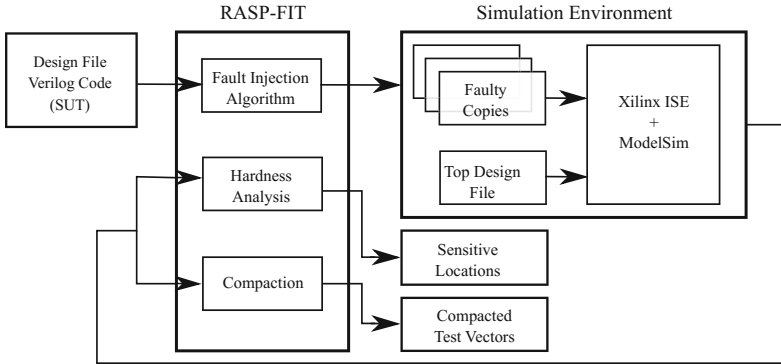 RASP-FIT
Simulation Environment
Design File
Verilog Code
(SUT)
Fault Injection
Algorithm
Faulty
Copies
Xilinx ISE
+
ModelSim
Top Design
File
Hardness
Analysis
Sensitive
Locations
Compaction
Compacted
Test Vectors